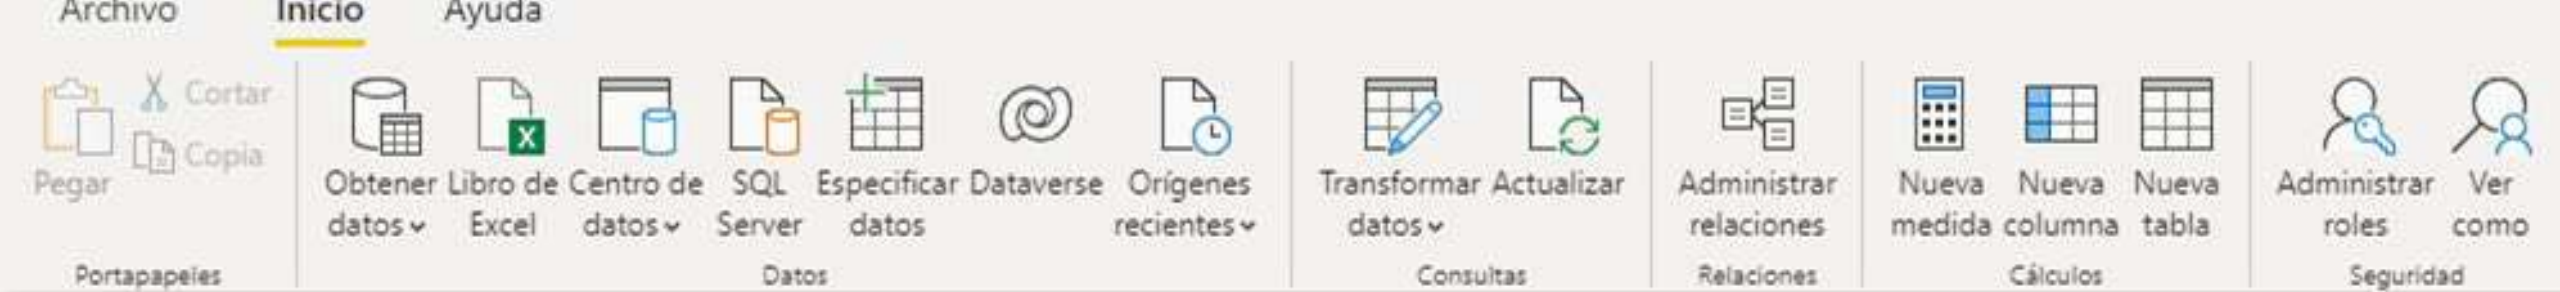 Archivo Inicio Ayuda
Cortar
Copia
Pegar
Obtener datos
Libro de Excel
Centro de datos
SQL Server
Especificar datos
Dataverse
Orígenes recientes
Transformar datos
Actualizar
Administrar relaciones
Nueva medida
Nueva columna
Nueva tabla
Administrar roles
Ver como
Portapapeles
Datos
Consultas
Relaciones
Cálculos
Seguridad